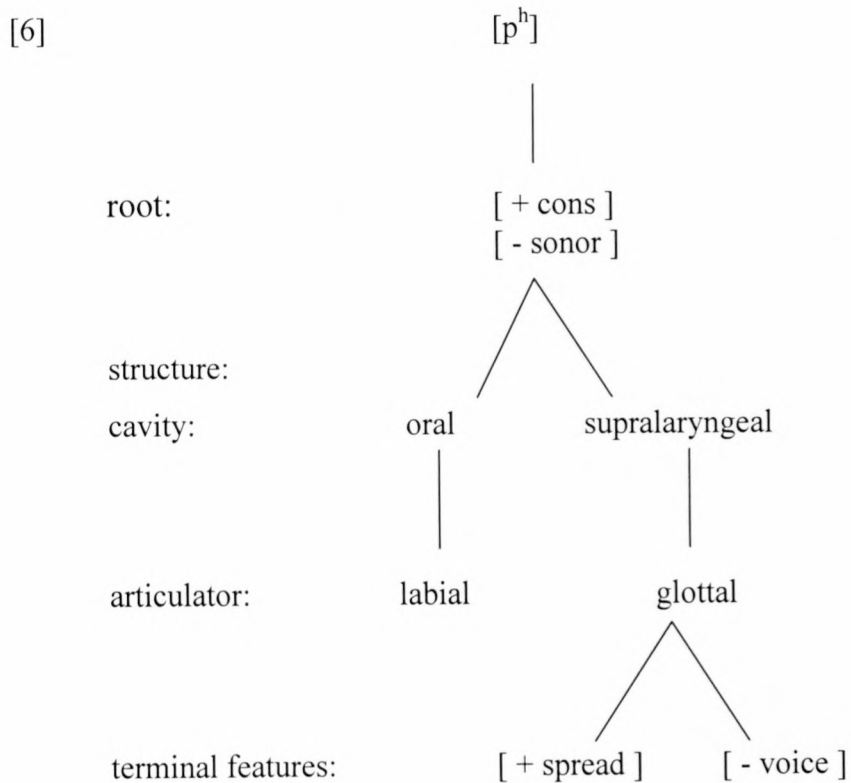 [6] [pʰ]
root: [ + cons ]
[ - sonor ]
structure:
cavity: oral supralaryngeal
articulator: labial glottal
terminal features: [ + spread ] [ - voice ]